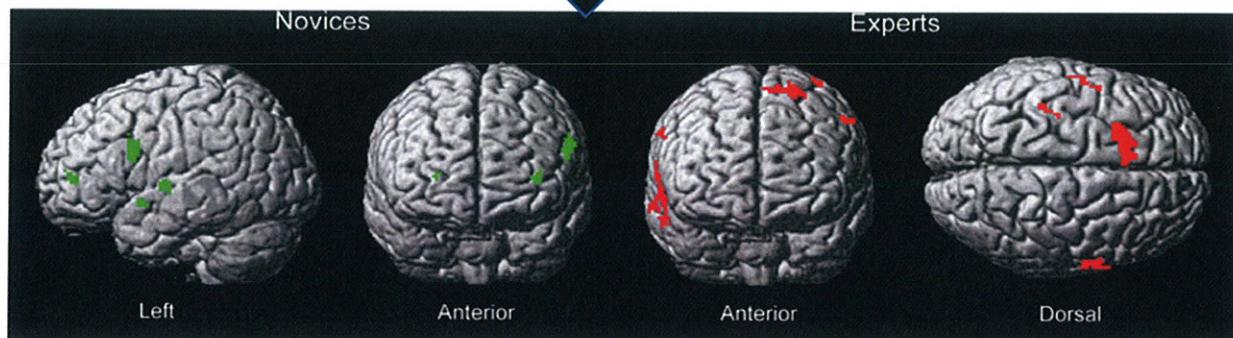 Novices
Experts
Left
Anterior
Anterior
Dorsal